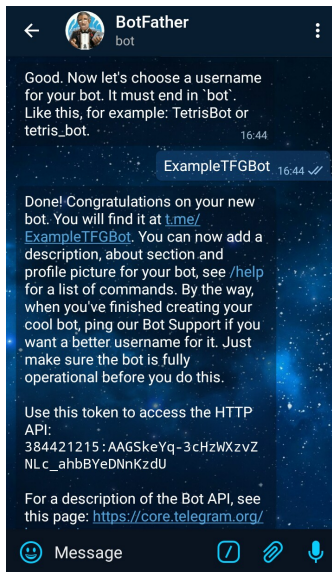 BotFather
bot
Good. Now let's choose a username
for your bot. It must end in `bot`.
Like this, for example: TetrisBot or
tetris_bot.
16:44
ExampleTFGBot 16:44
Done! Congratulations on your new
bot. You will find it at t.me/
ExampleTFGBot. You can now add a
description, about section and
profile picture for your bot, see /help
for a list of commands. By the way,
when you've finished creating your
cool bot, ping our Bot Support if you
want a better username for it. Just
make sure the bot is fully
operational before you do this.
Use this token to access the HTTP
API:
384421215:AAGSkeYq-3cHzWXzvZ
NLc_ahbBYeDNnKzdU
For a description of the Bot API, see
this page: https://core.telegram.org/
Message